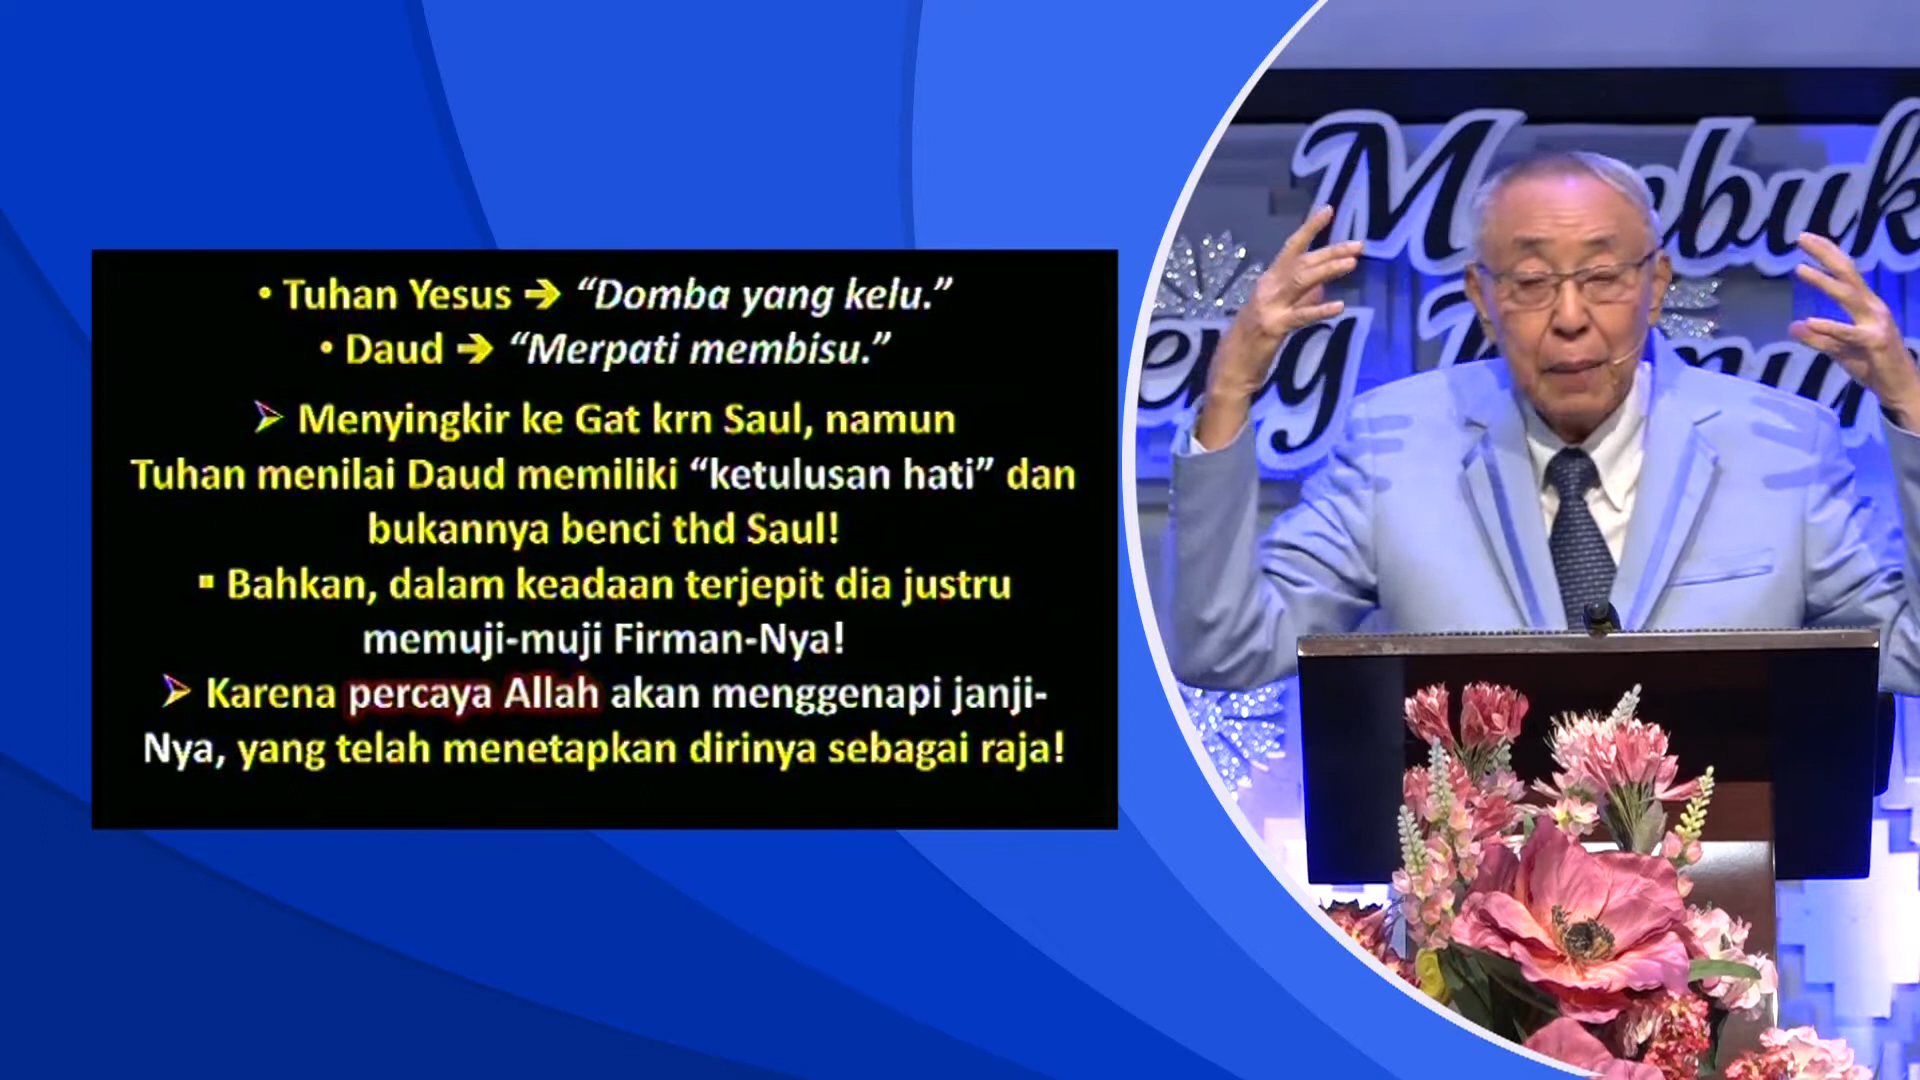 • Tuhan Yesus ➔ “Domba yang kelu.”
• Daud ➔ “Merpati membisu.”
➢ Menyingkir ke Gat krn Saul, namun
Tuhan menilai Daud memiliki “ketulusan hati” dan
bukannya benci thd Saul!
▪ Bahkan, dalam keadaan terjepit dia justru
memuji-muji Firman-Nya!
➢ Karena percaya Allah akan menggenapi janji-
Nya, yang telah menetapkan dirinya sebagai raja!